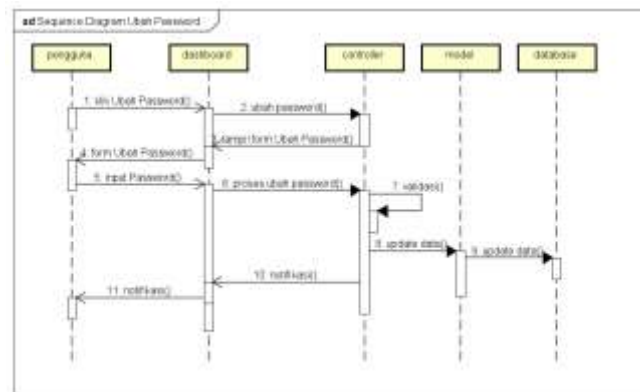 sd Sequence Diagram Ubah Password
pengguna
dashboard
controller
model
database
1. klik Ubah Password()
2. ubah password()
3. tampil form Ubah Password()
4. form Ubah Password()
5. input Password()
6. proses ubah password()
7. validasi()
8. update data()
9. update data()
10. notifikasi()
11. notifikasi()